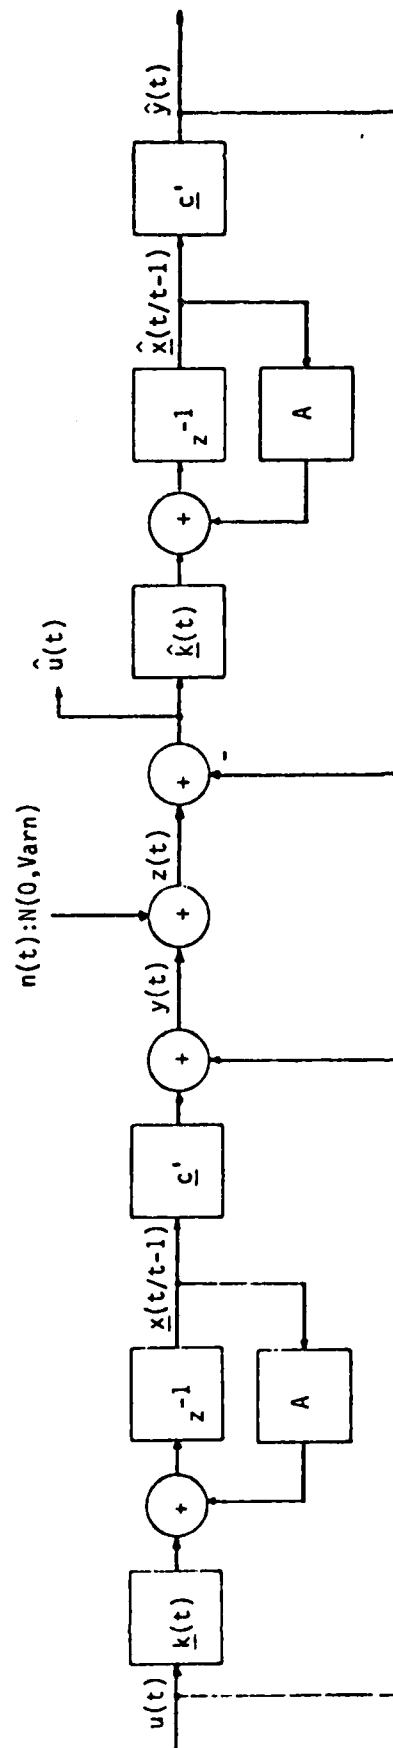 u(t)
k(t)
+
z⁻¹
A
x(t/t-1)
c'
+
y(t)
n(t):N(0,Varn)
+
z(t)
+
-
û(t)
k̂(t)
+
z⁻¹
A
x̂(t/t-1)
c'
ŷ(t)